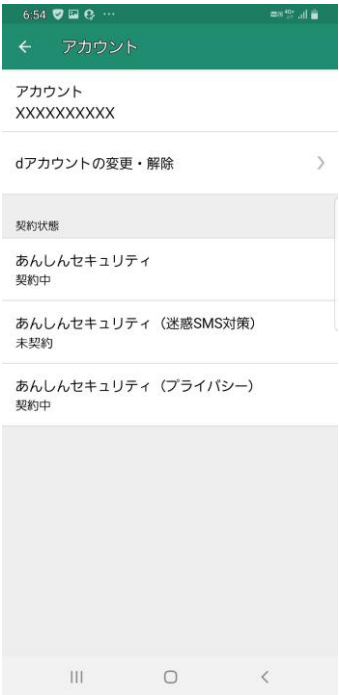 6:54
アカウント
アカウント
XXXXXXXXXX
dアカウントの変更・解除
契約状態
あんしんセキュリティ
契約中
あんしんセキュリティ（迷惑SMS対策）
未契約
あんしんセキュリティ（プライバシー）
契約中